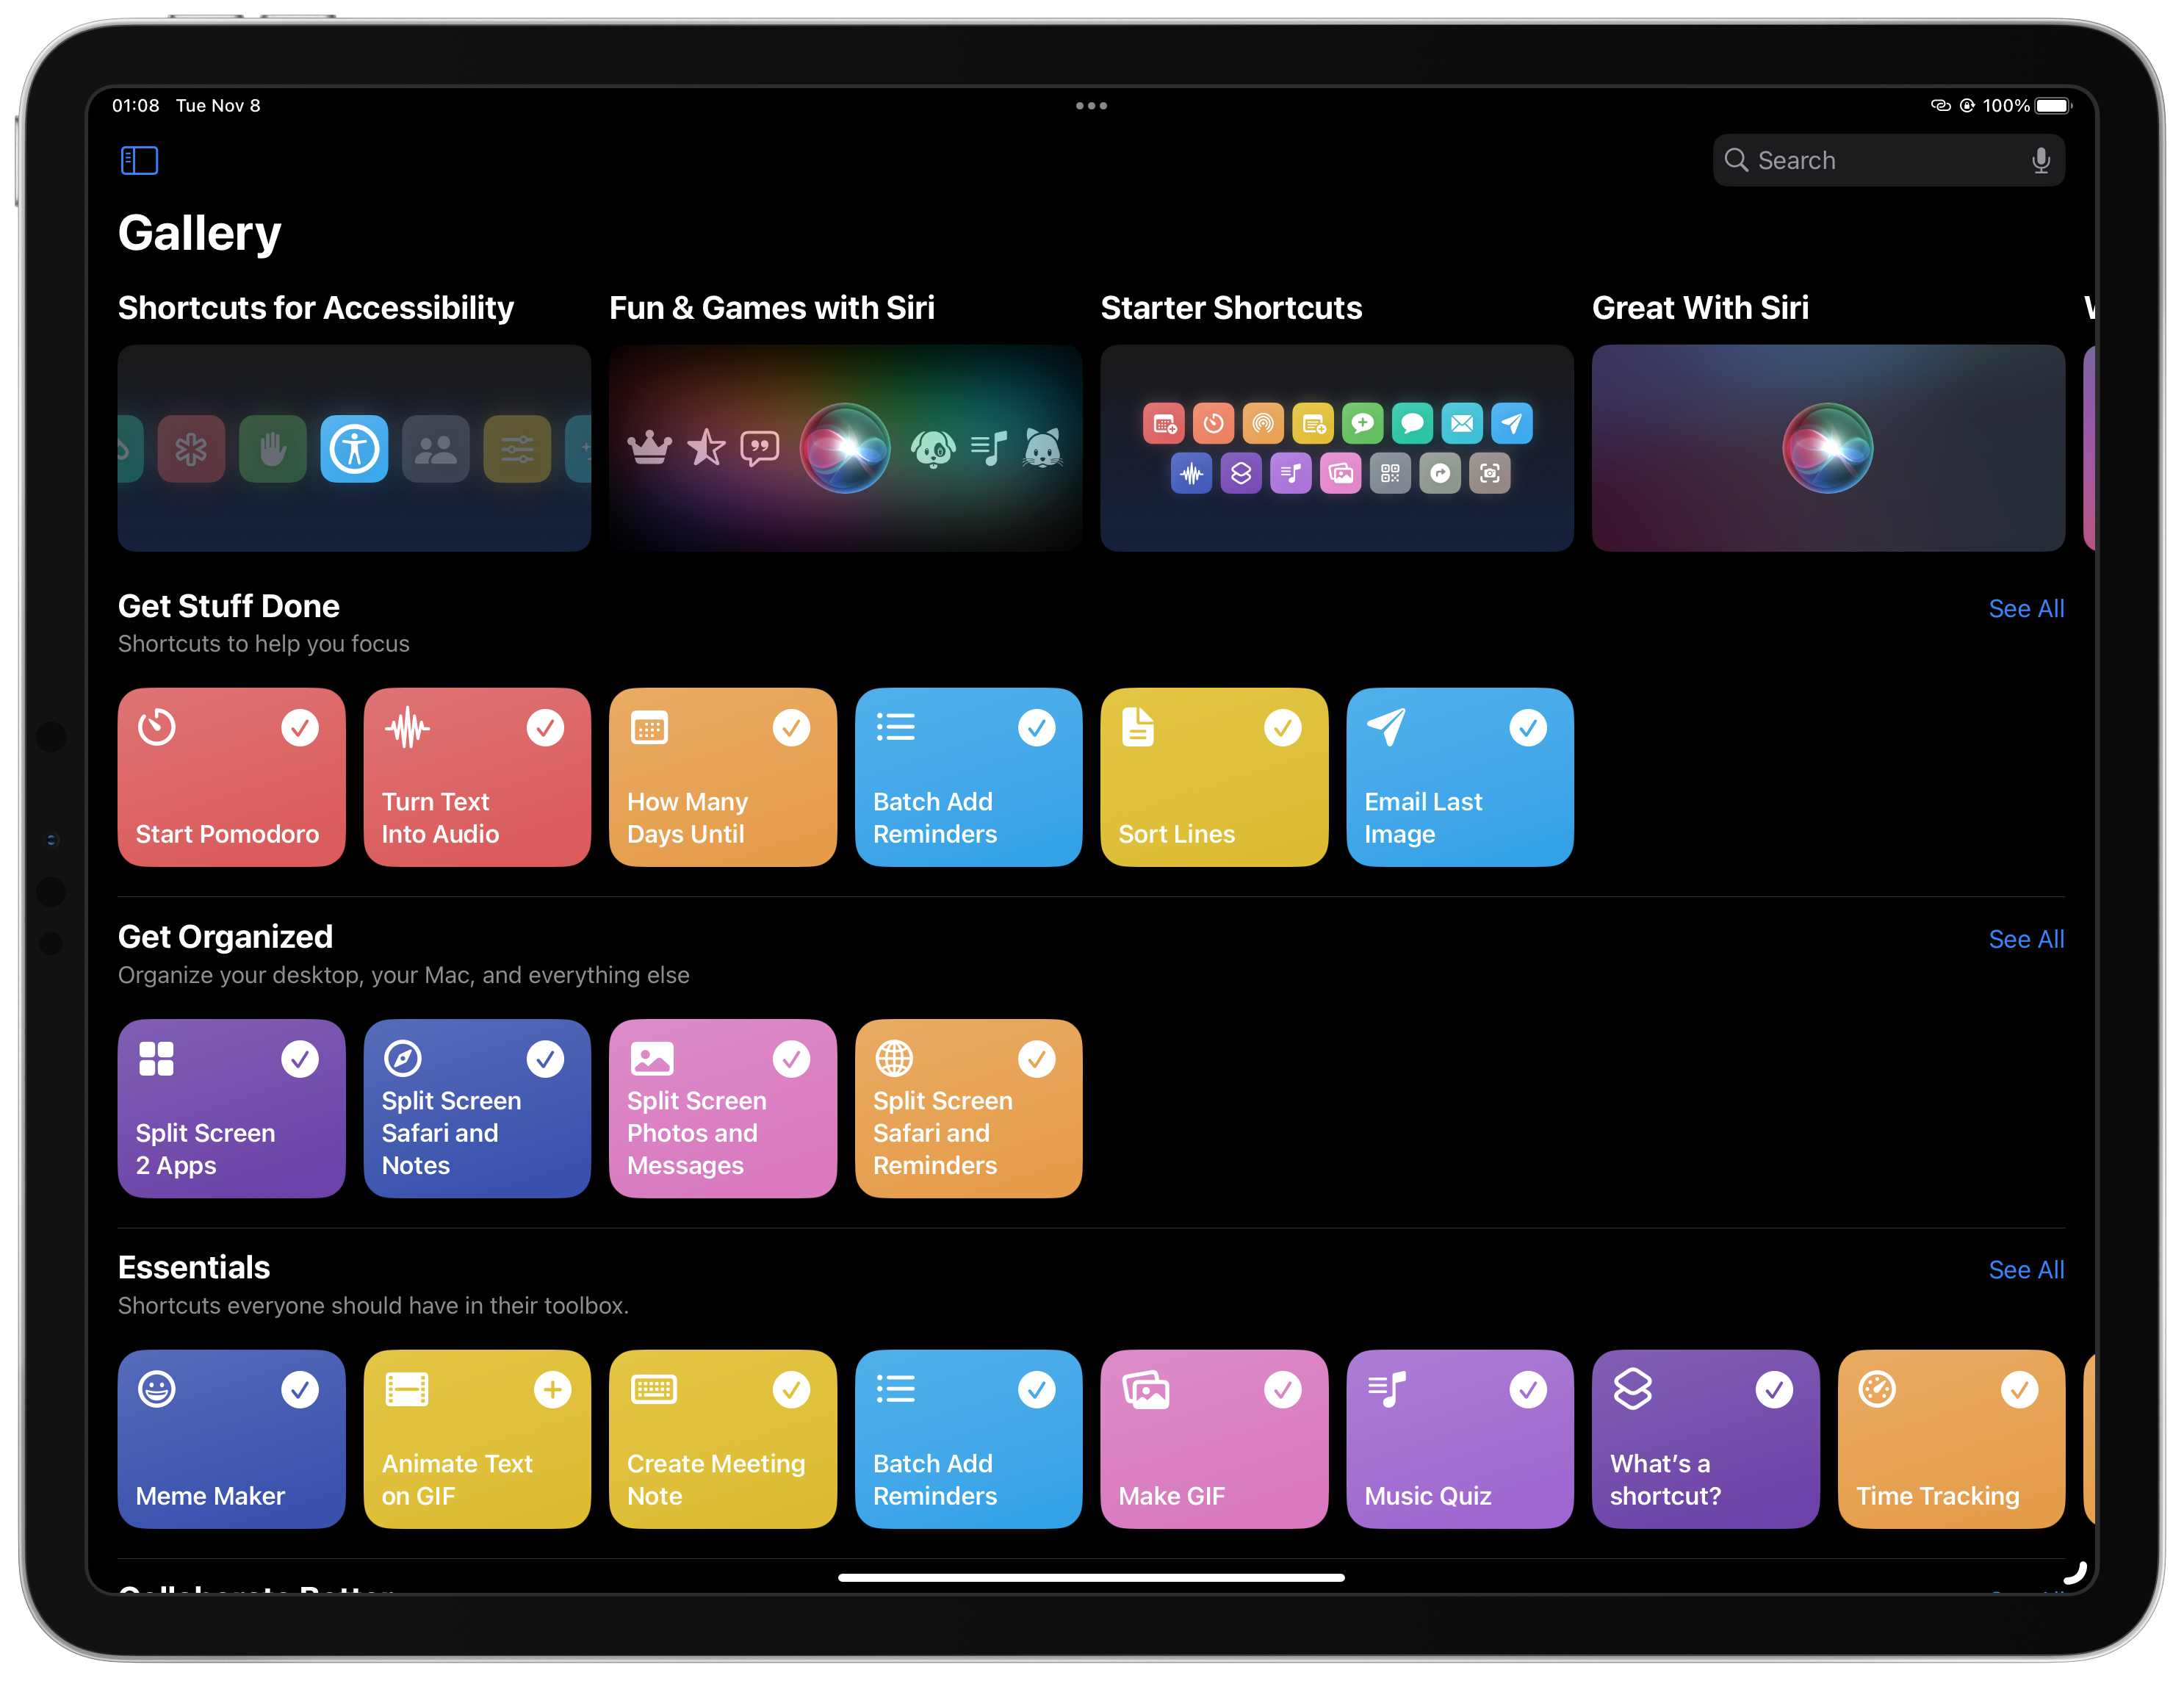 01:08 Tue Nov 8
100%
Search
Gallery
Shortcuts for Accessibility
Fun & Games with Siri
Starter Shortcuts
Great With Siri
Get Stuff Done
See All
Shortcuts to help you focus
Start Pomodoro
Turn Text
Into Audio
How Many
Days Until
Batch Add
Reminders
Sort Lines
Email Last
Image
Get Organized
See All
Organize your desktop, your Mac, and everything else
Split Screen
2 Apps
Split Screen
Safari and
Notes
Split Screen
Photos and
Messages
Split Screen
Safari and
Reminders
Essentials
See All
Shortcuts everyone should have in their toolbox.
Meme Maker
Animate Text
on GIF
Create Meeting
Note
Batch Add
Reminders
Make GIF
Music Quiz
What’s a
shortcut?
Time Tracking
Collaborate Better
See All